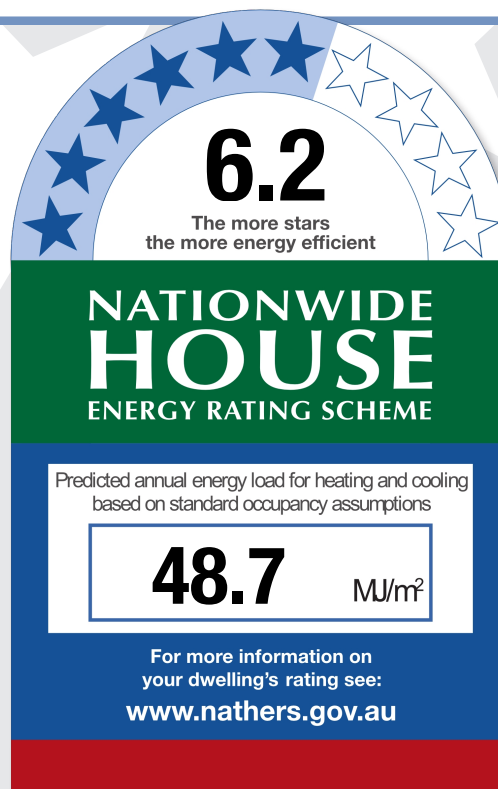 6.2
The more stars
the more energy efficient
NATIONWIDE
HOUSE
ENERGY RATING SCHEME
Predicted annual energy load for heating and cooling
based on standard occupancy assumptions
48.7 MJ/m²
For more information on
your dwelling's rating see:
www.nathers.gov.au